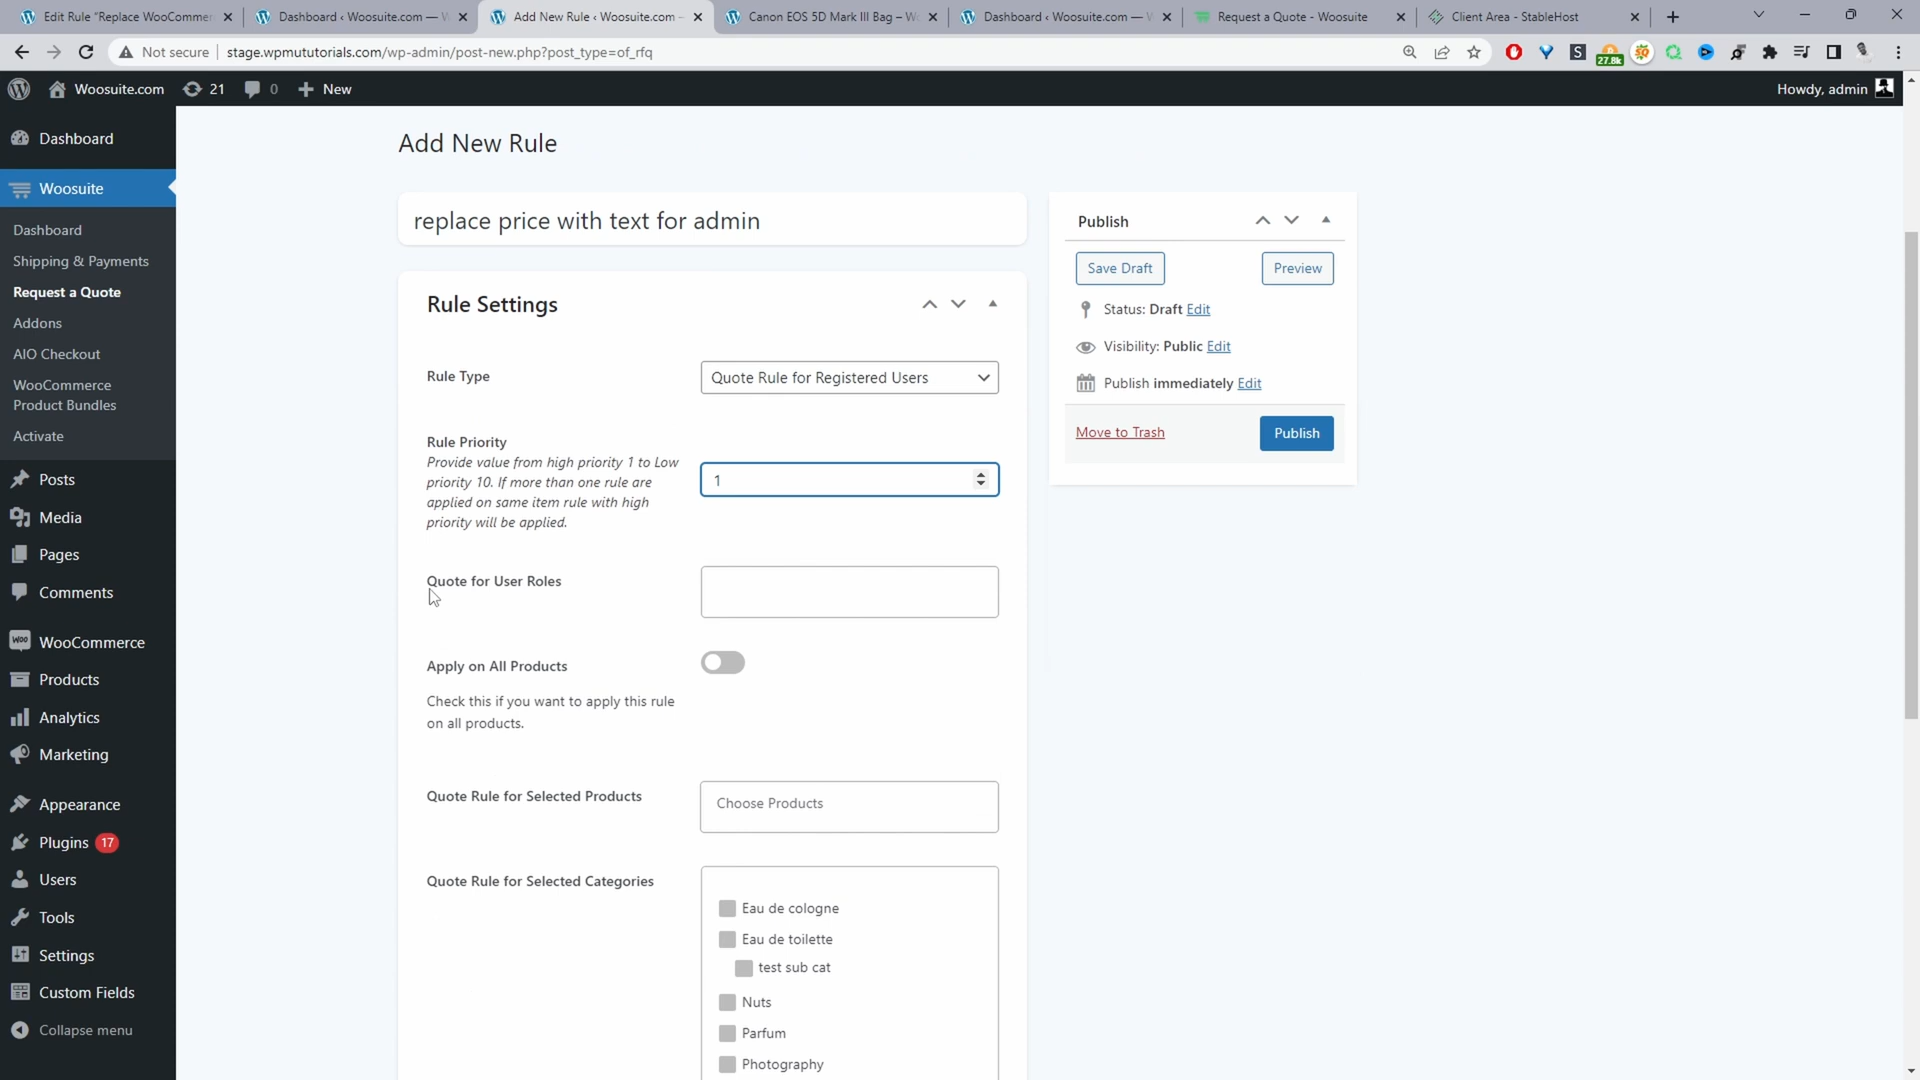 Edit Rule "Replace WooCommer
Dashboard ‹ Woosuite.com — W
Add New Rule ‹ Woosuite.com –
Canon EOS 5D Mark III Bag – Wo
Dashboard ‹ Woosuite.com — W
Request a Quote - Woosuite
Client Area - StableHost
Not secure
stage.wpmututorials.com/wp-admin/post-new.php?post_type=of_rfq
27.8k
Woosuite.com
21
0
New
Howdy, admin
Dashboard
Woosuite
Dashboard
Shipping & Payments
Request a Quote
Addons
AIO Checkout
WooCommerce
Product Bundles
Activate
Posts
Media
Pages
Comments
WooCommerce
Products
Analytics
Marketing
Appearance
Plugins 17
Users
Tools
Settings
Custom Fields
Collapse menu
Add New Rule
replace price with text for admin
Rule Settings
Rule Type
Quote Rule for Registered Users
Rule Priority
Provide value from high priority 1 to Low
priority 10. If more than one rule are
applied on same item rule with high
priority will be applied.
1
Quote for User Roles
Apply on All Products
Check this if you want to apply this rule
on all products.
Quote Rule for Selected Products
Choose Products
Quote Rule for Selected Categories
Eau de cologne
Eau de toilette
test sub cat
Nuts
Parfum
Photography
Publish
Save Draft
Preview
Status: Draft Edit
Visibility: Public Edit
Publish immediately Edit
Move to Trash
Publish